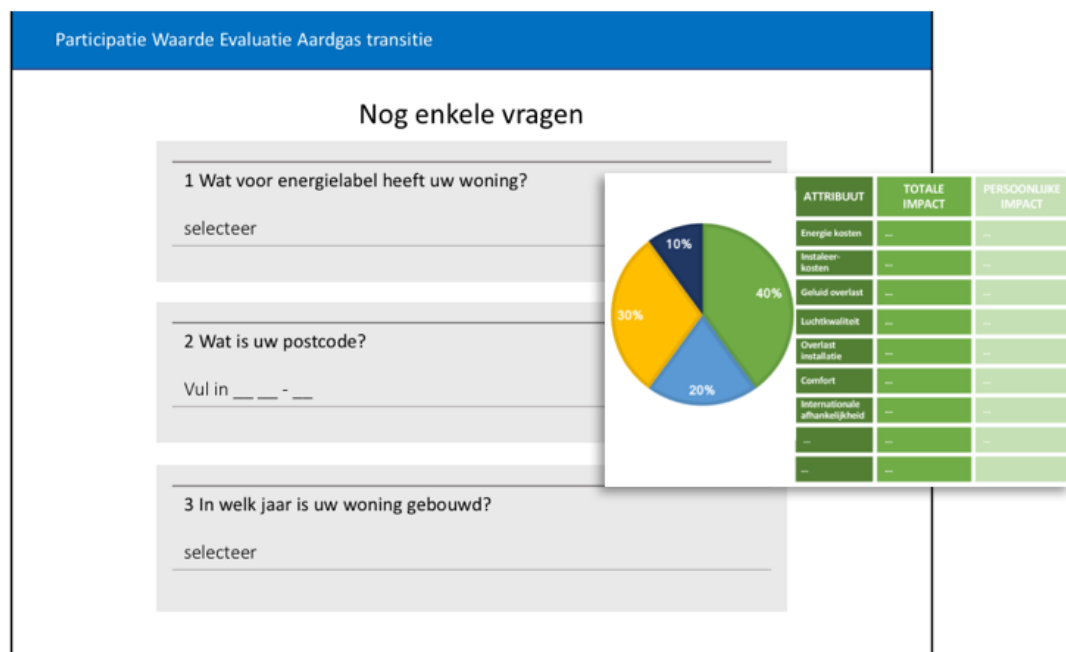 Participatie Waarde Evaluatie Aardgas transitie
Nog enkele vragen
1 Wat voor energielabel heeft uw woning?
selecteer
2 Wat is uw postcode?
Vul in __ __ - __
3 In welk jaar is uw woning gebouwd?
selecteer
10%
40%
30%
20%
ATTRIBUUT
TOTALE
IMPACT
PERSOONLIJKE
IMPACT
Energie kosten
...
...
Instaleer-
kosten
...
...
Geluid overlast
...
...
Luchtkwaliteit
...
...
Overlast
installatie
...
...
Comfort
...
...
Internationale
afhankelijkheid
...
...
...
...
...
...
...